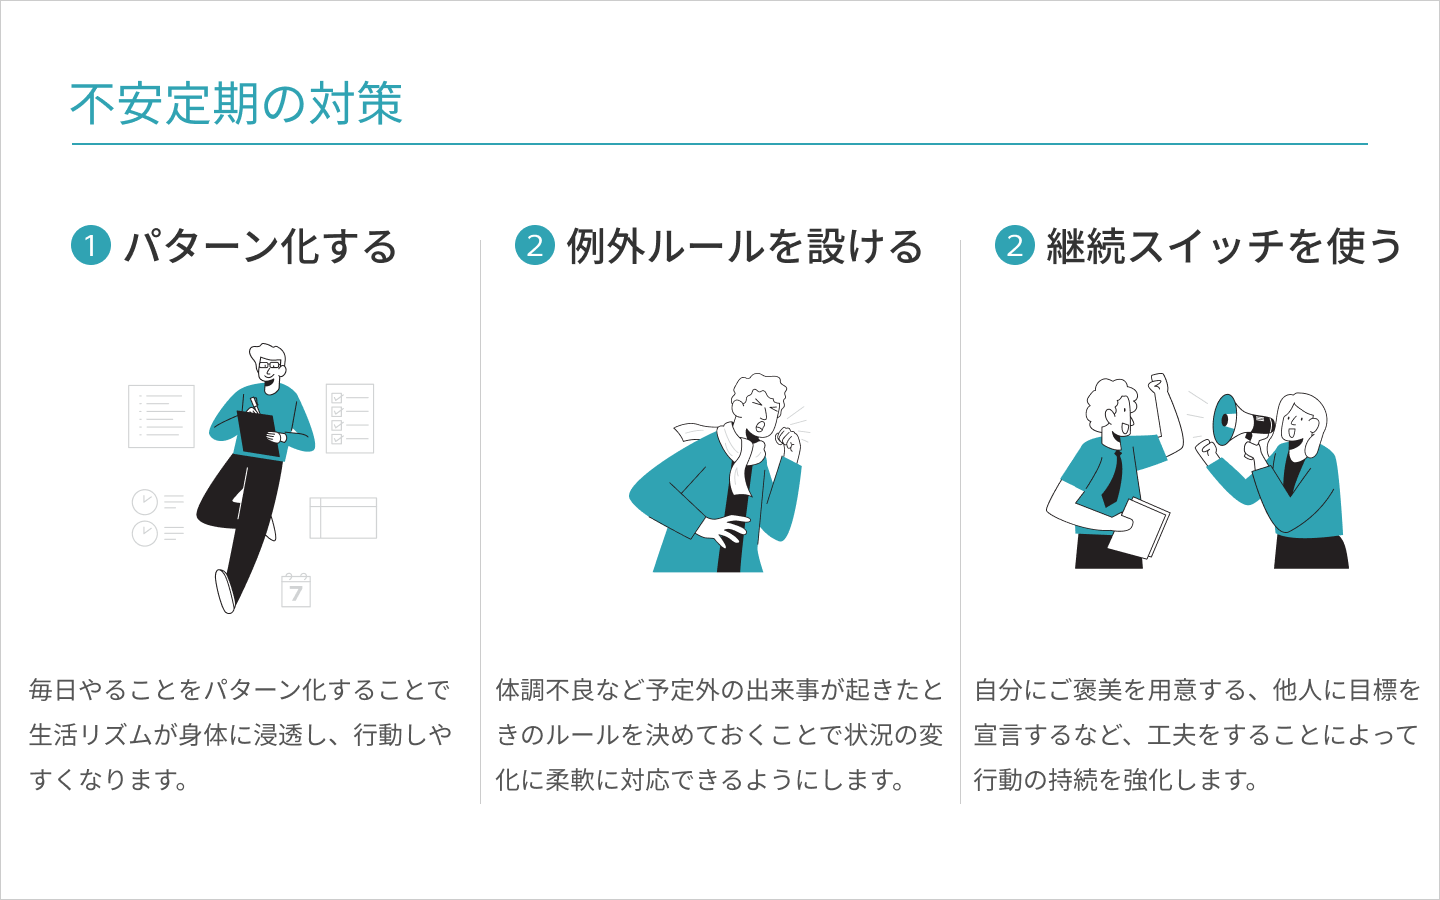 不安定期の対策
1 パターン化する
毎日やることをパターン化することで
生活リズムが身体に浸透し、行動しや
すくなります。
7
2 例外ルールを設ける
体調不良など予定外の出来事が起きたと
きのルールを決めておくことで状況の変
化に柔軟に対応できるようにします。
2 継続スイッチを使う
自分にご褒美を用意する、他人に目標を
宣言するなど、工夫をすることによって
行動の持続を強化します。